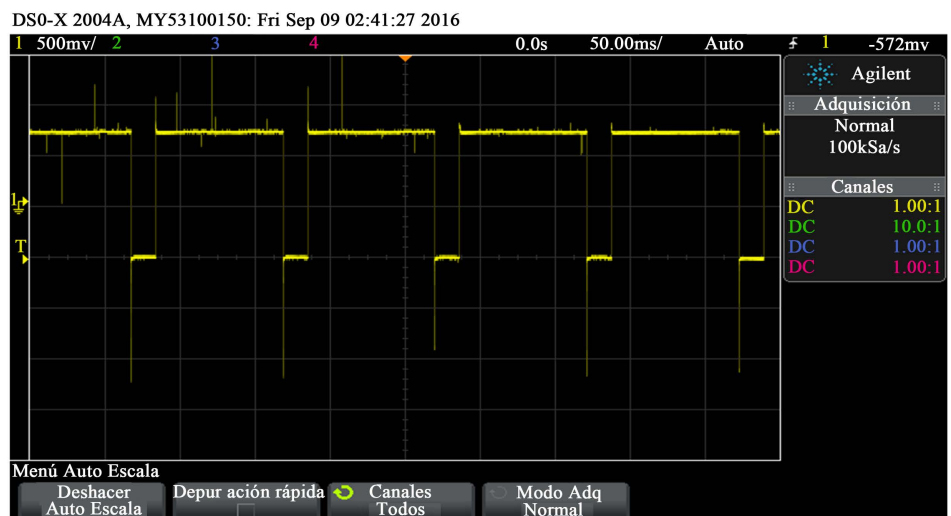 DS0-X 2004A, MY53100150: Fri Sep 09 02:41:27 2016
1 500mv/ 2 3 4 0.0s 50.00ms/ Auto 1 -572mv
Agilent
Adquisición
Normal
100kSa/s
Canales
DC 1.00:1
DC 10.0:1
DC 1.00:1
DC 1.00:1
1
T
Menú Auto Escala
Deshacer
Auto Escala
Depur ación rápida
Canales
Todos
Modo Adq
Normal